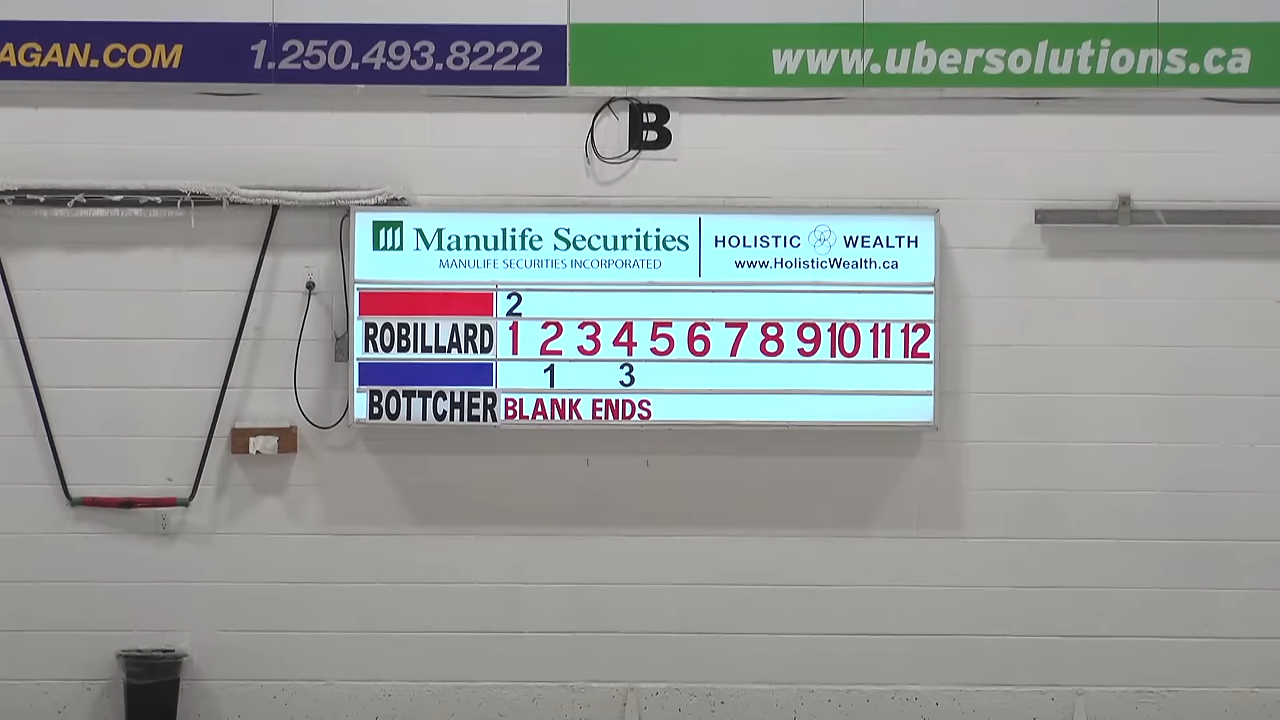 AGAN.COM 1.250.493.8222
www.ubersolutions.ca
B
Manulife Securities
MANULIFE SECURITIES INCORPORATED
HOLISTIC WEALTH
www.HolisticWealth.ca
2
ROBILLARD 1 2 3 4 5 6 7 8 9 10 11 12
1 3
BOTTCHER BLANK ENDS